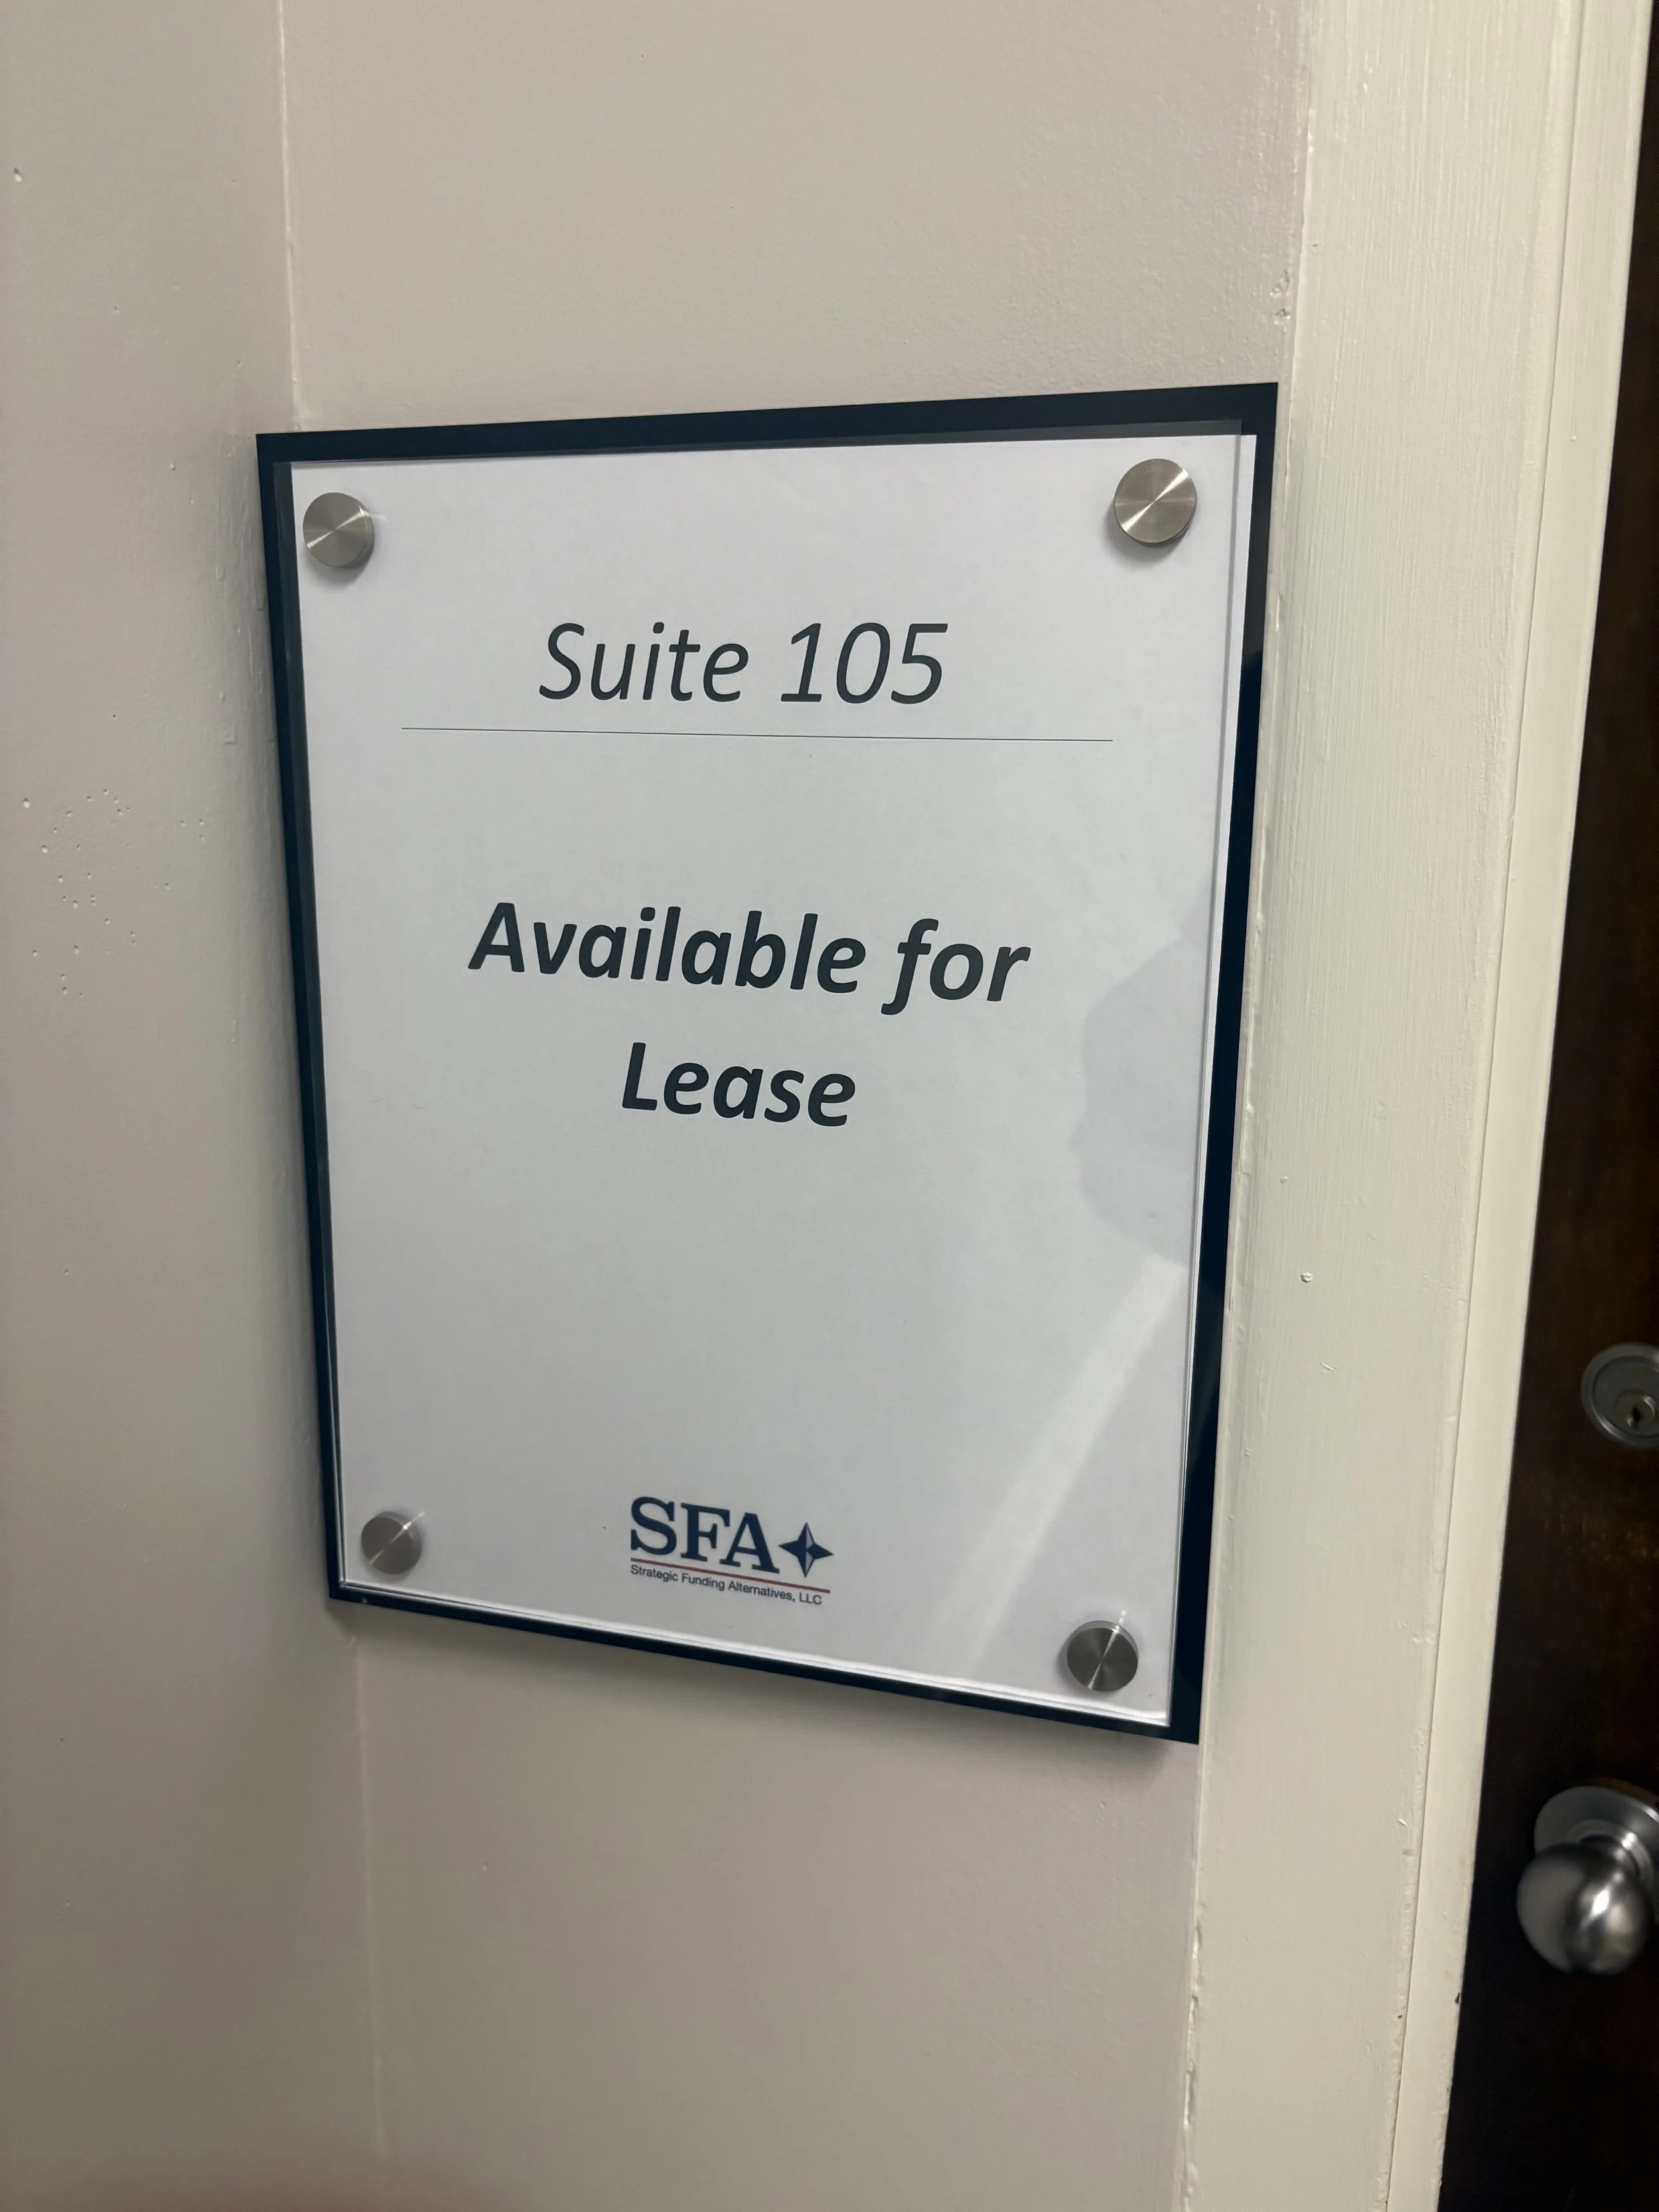 Suite 105
Available for
Lease
SFA
Strategic Funding Alternatives, LLC